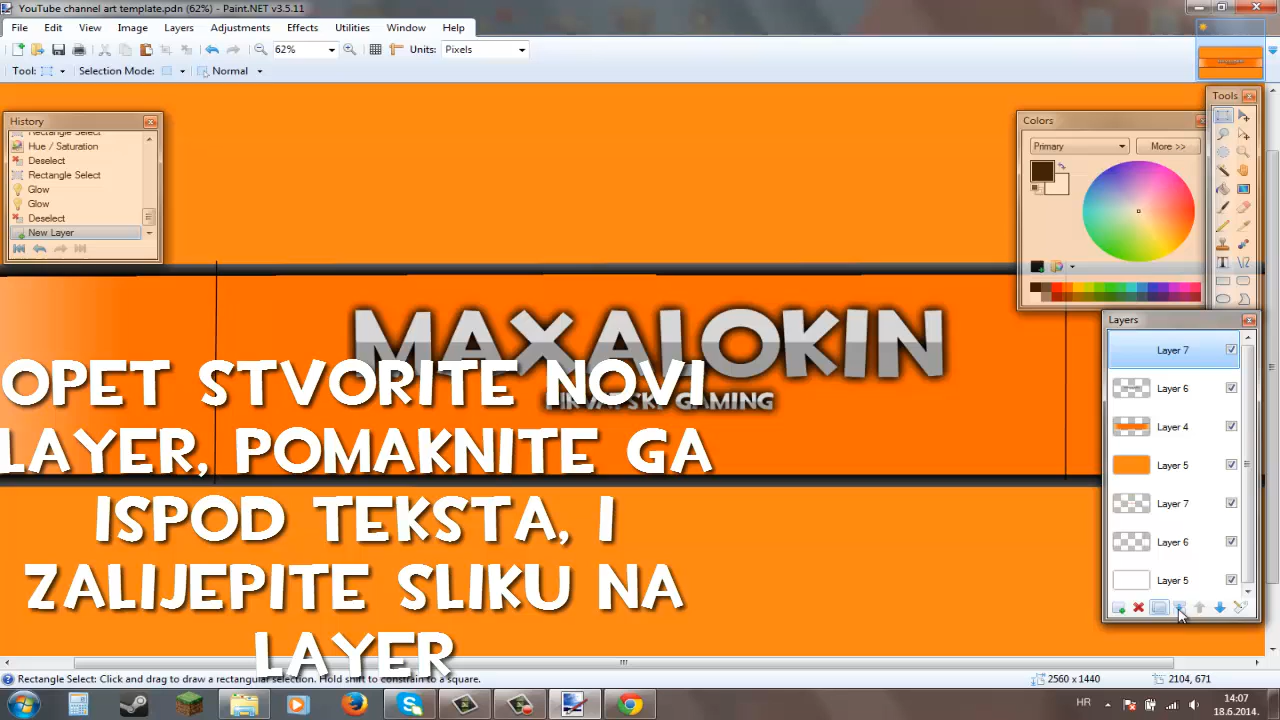 YouTube channel art template.pdn (62%) - Paint.NET v3.5.11
File Edit View Image Layers Adjustments Effects Utilities Window Help
62% Units: Pixels
Tool: Selection Mode: Normal
History
Rectangle Select
Hue / Saturation
Deselect
Rectangle Select
Glow
Glow
Deselect
New Layer
Colors
Primary More >>
Tools
Layers
Layer 7
Layer 6
Layer 4
Layer 5
Layer 7
Layer 6
Layer 5
MAXALOKIN
HRVATSKI GAMING
OPET STVORITE NOVI
LAYER, POMAKNITE GA
ISPOD TEKSTA, I
ZALIJEPITE SLIKU NA
LAYER
Rectangle Select: Click and drag to draw a rectangular selection. Hold shift to constrain to a square.
2560 x 1440
2104, 671
HR
14:07
18.6.2014.